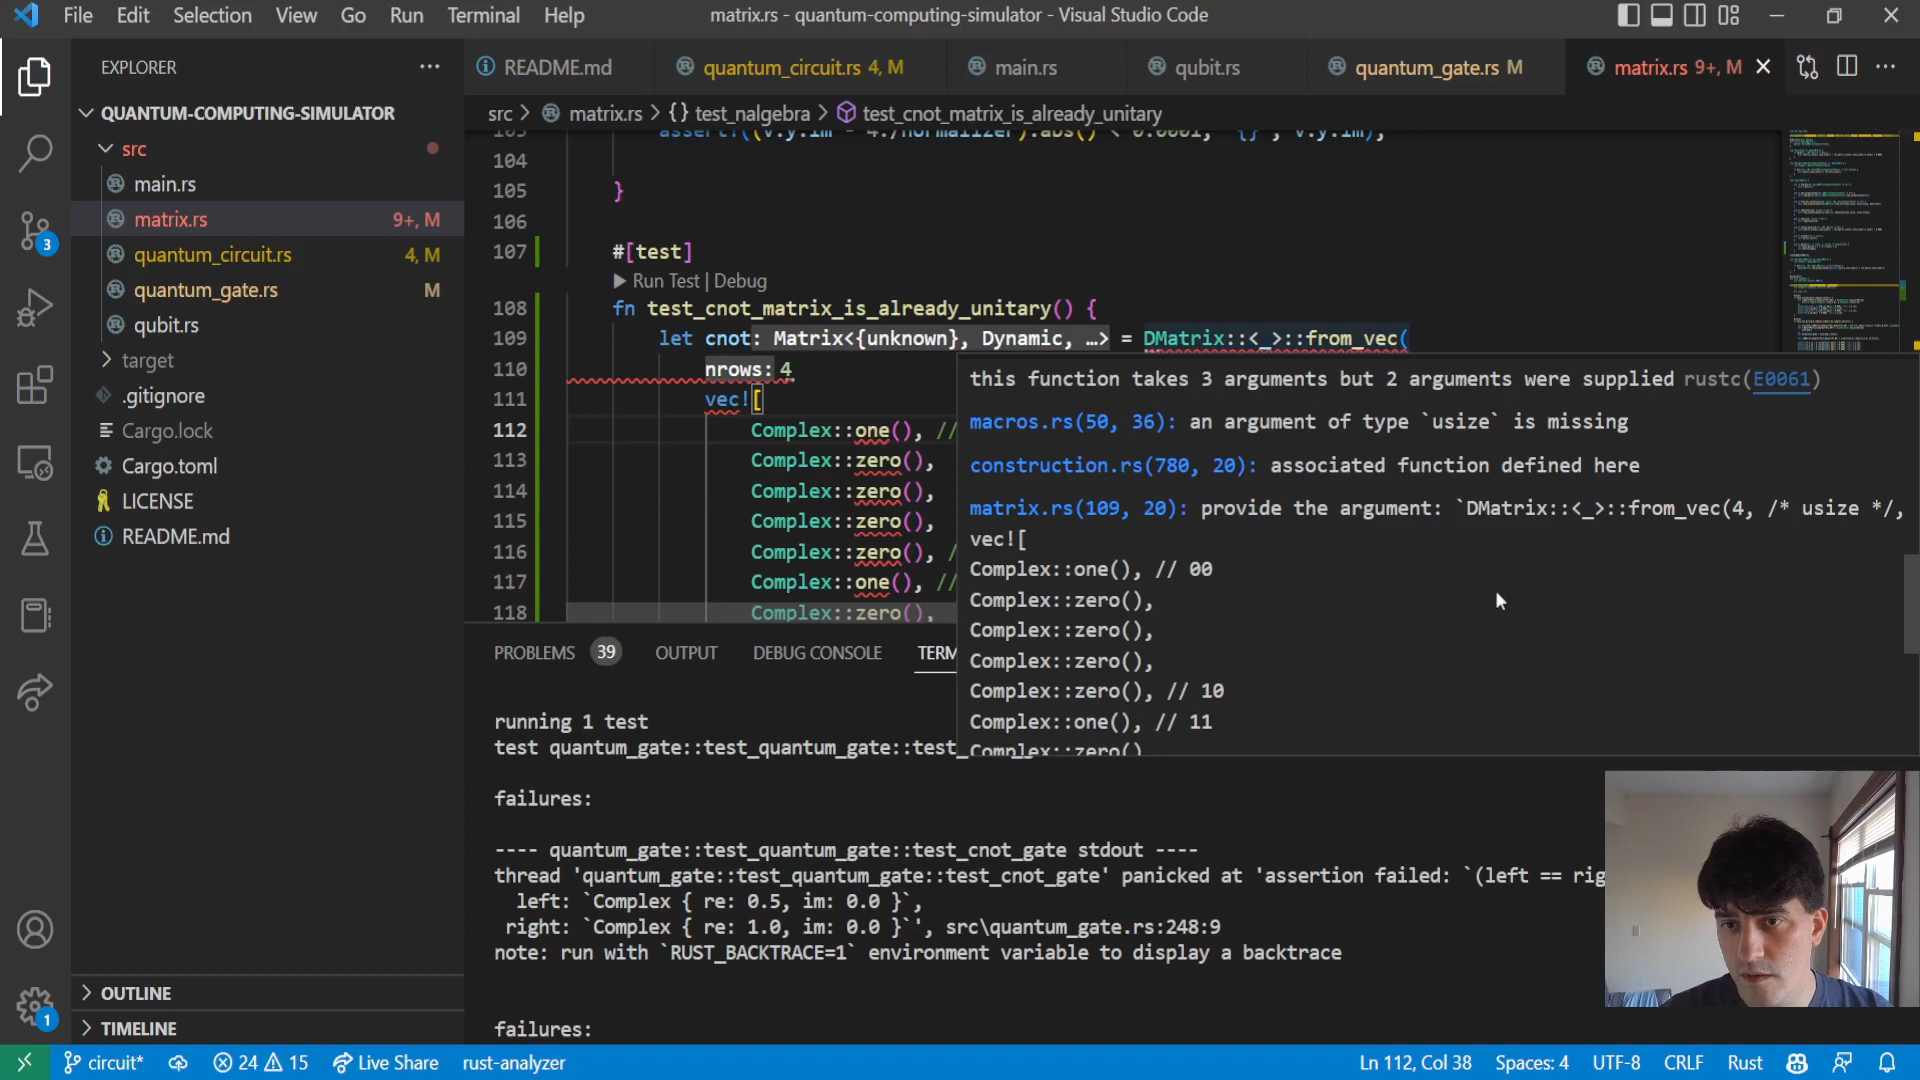 File Edit Selection View Go Run Terminal Help
matrix.rs - quantum-computing-simulator - Visual Studio Code
EXPLORER
QUANTUM-COMPUTING-SIMULATOR
src
main.rs
matrix.rs 9+, M
quantum_circuit.rs 4, M
quantum_gate.rs M
qubit.rs
target
.gitignore
Cargo.lock
Cargo.toml
LICENSE
README.md
OUTLINE
TIMELINE
3
1
README.md quantum_circuit.rs 4, M main.rs qubit.rs quantum_gate.rs M matrix.rs 9+, M
src > matrix.rs > {} test_nalgebra > test_cnot_matrix_is_already_unitary
104
105 }
106
107 #[test]
Run Test | Debug
108 fn test_cnot_matrix_is_already_unitary() {
109 let cnot: Matrix<{unknown}, Dynamic, …> = DMatrix::<_>::from_vec(
110 nrows: 4
111 vec![
112 Complex::one(), //
113 Complex::zero(),
114 Complex::zero(),
115 Complex::zero(),
116 Complex::zero(), /
117 Complex::one(), //
118 Complex::zero(),
this function takes 3 arguments but 2 arguments were supplied rustc(E0061)
macros.rs(50, 36): an argument of type `usize` is missing
construction.rs(780, 20): associated function defined here
matrix.rs(109, 20): provide the argument: `DMatrix::<_>::from_vec(4, /* usize */,
vec![
Complex::one(), // 00
Complex::zero(),
Complex::zero(),
Complex::zero(),
Complex::zero(), // 10
Complex::one(), // 11
Complex::zero()
PROBLEMS 39 OUTPUT DEBUG CONSOLE TERM
running 1 test
test quantum_gate::test_quantum_gate::test_
failures:
---- quantum_gate::test_quantum_gate::test_cnot_gate stdout ----
thread 'quantum_gate::test_quantum_gate::test_cnot_gate' panicked at 'assertion failed: `(left == rig
left: `Complex { re: 0.5, im: 0.0 }`,
right: `Complex { re: 1.0, im: 0.0 }`', src\quantum_gate.rs:248:9
note: run with `RUST_BACKTRACE=1` environment variable to display a backtrace
failures:
circuit* 24 15 Live Share rust-analyzer
Ln 112, Col 38 Spaces: 4 UTF-8 CRLF Rust